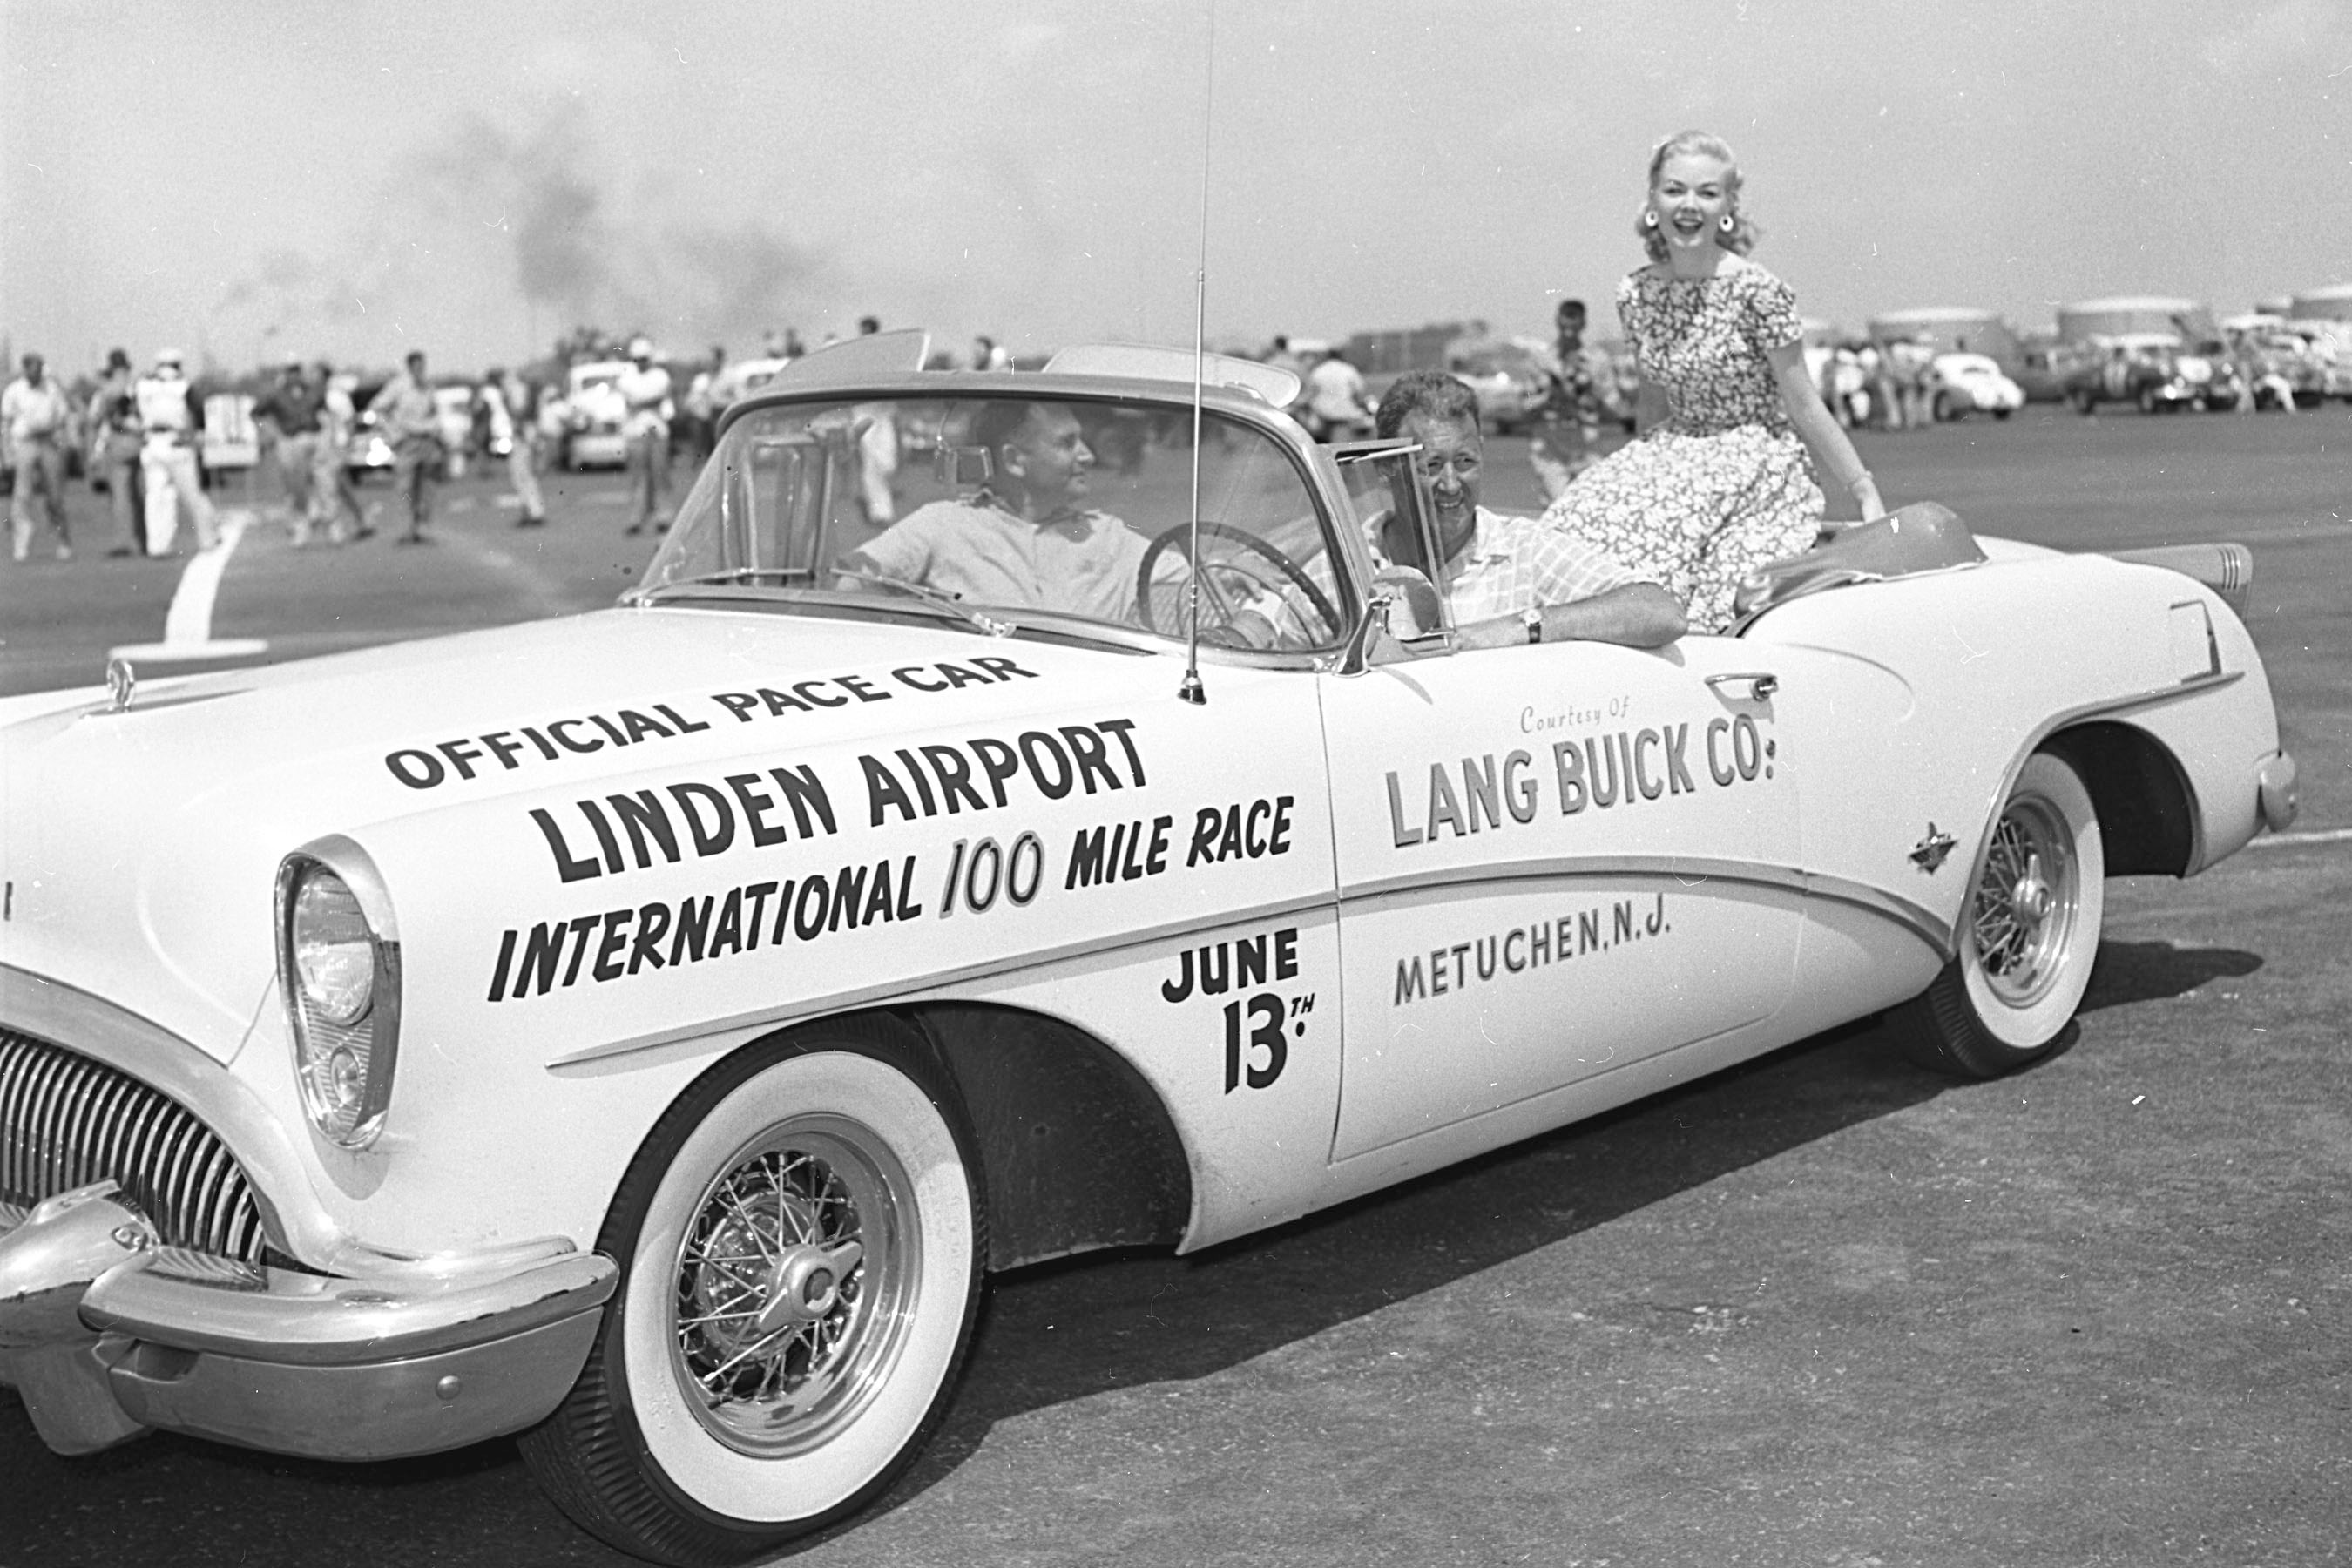 OFFICIAL PACE CAR
LINDEN AIRPORT
INTERNATIONAL 100 MILE RACE
JUNE
13TH.
Courtesy Of
LANG BUICK CO.
METUCHEN, N.J.